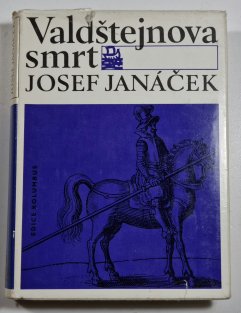 Valdštejnova
smrt
JOSEF JANÁČEK
EDICE KOLUMBUS